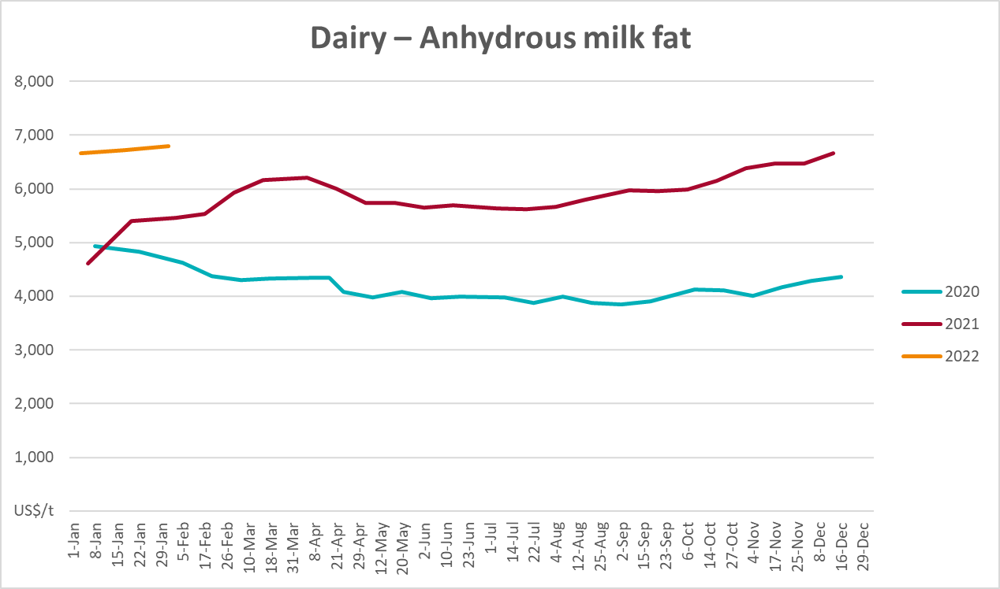 Dairy – Anhydrous milk fat
8,000
7,000
6,000
5,000
4,000
3,000
2,000
1,000
US$/t
1-Jan
8-Jan
15-Jan
22-Jan
29-Jan
5-Feb
17-Feb
26-Feb
10-Mar
18-Mar
31-Mar
8-Apr
21-Apr
29-Apr
12-May
20-May
2-Jun
10-Jun
23-Jun
1-Jul
14-Jul
22-Jul
4-Aug
12-Aug
25-Aug
2-Sep
15-Sep
23-Sep
6-Oct
14-Oct
27-Oct
4-Nov
17-Nov
25-Nov
8-Dec
16-Dec
29-Dec
2020
2021
2022